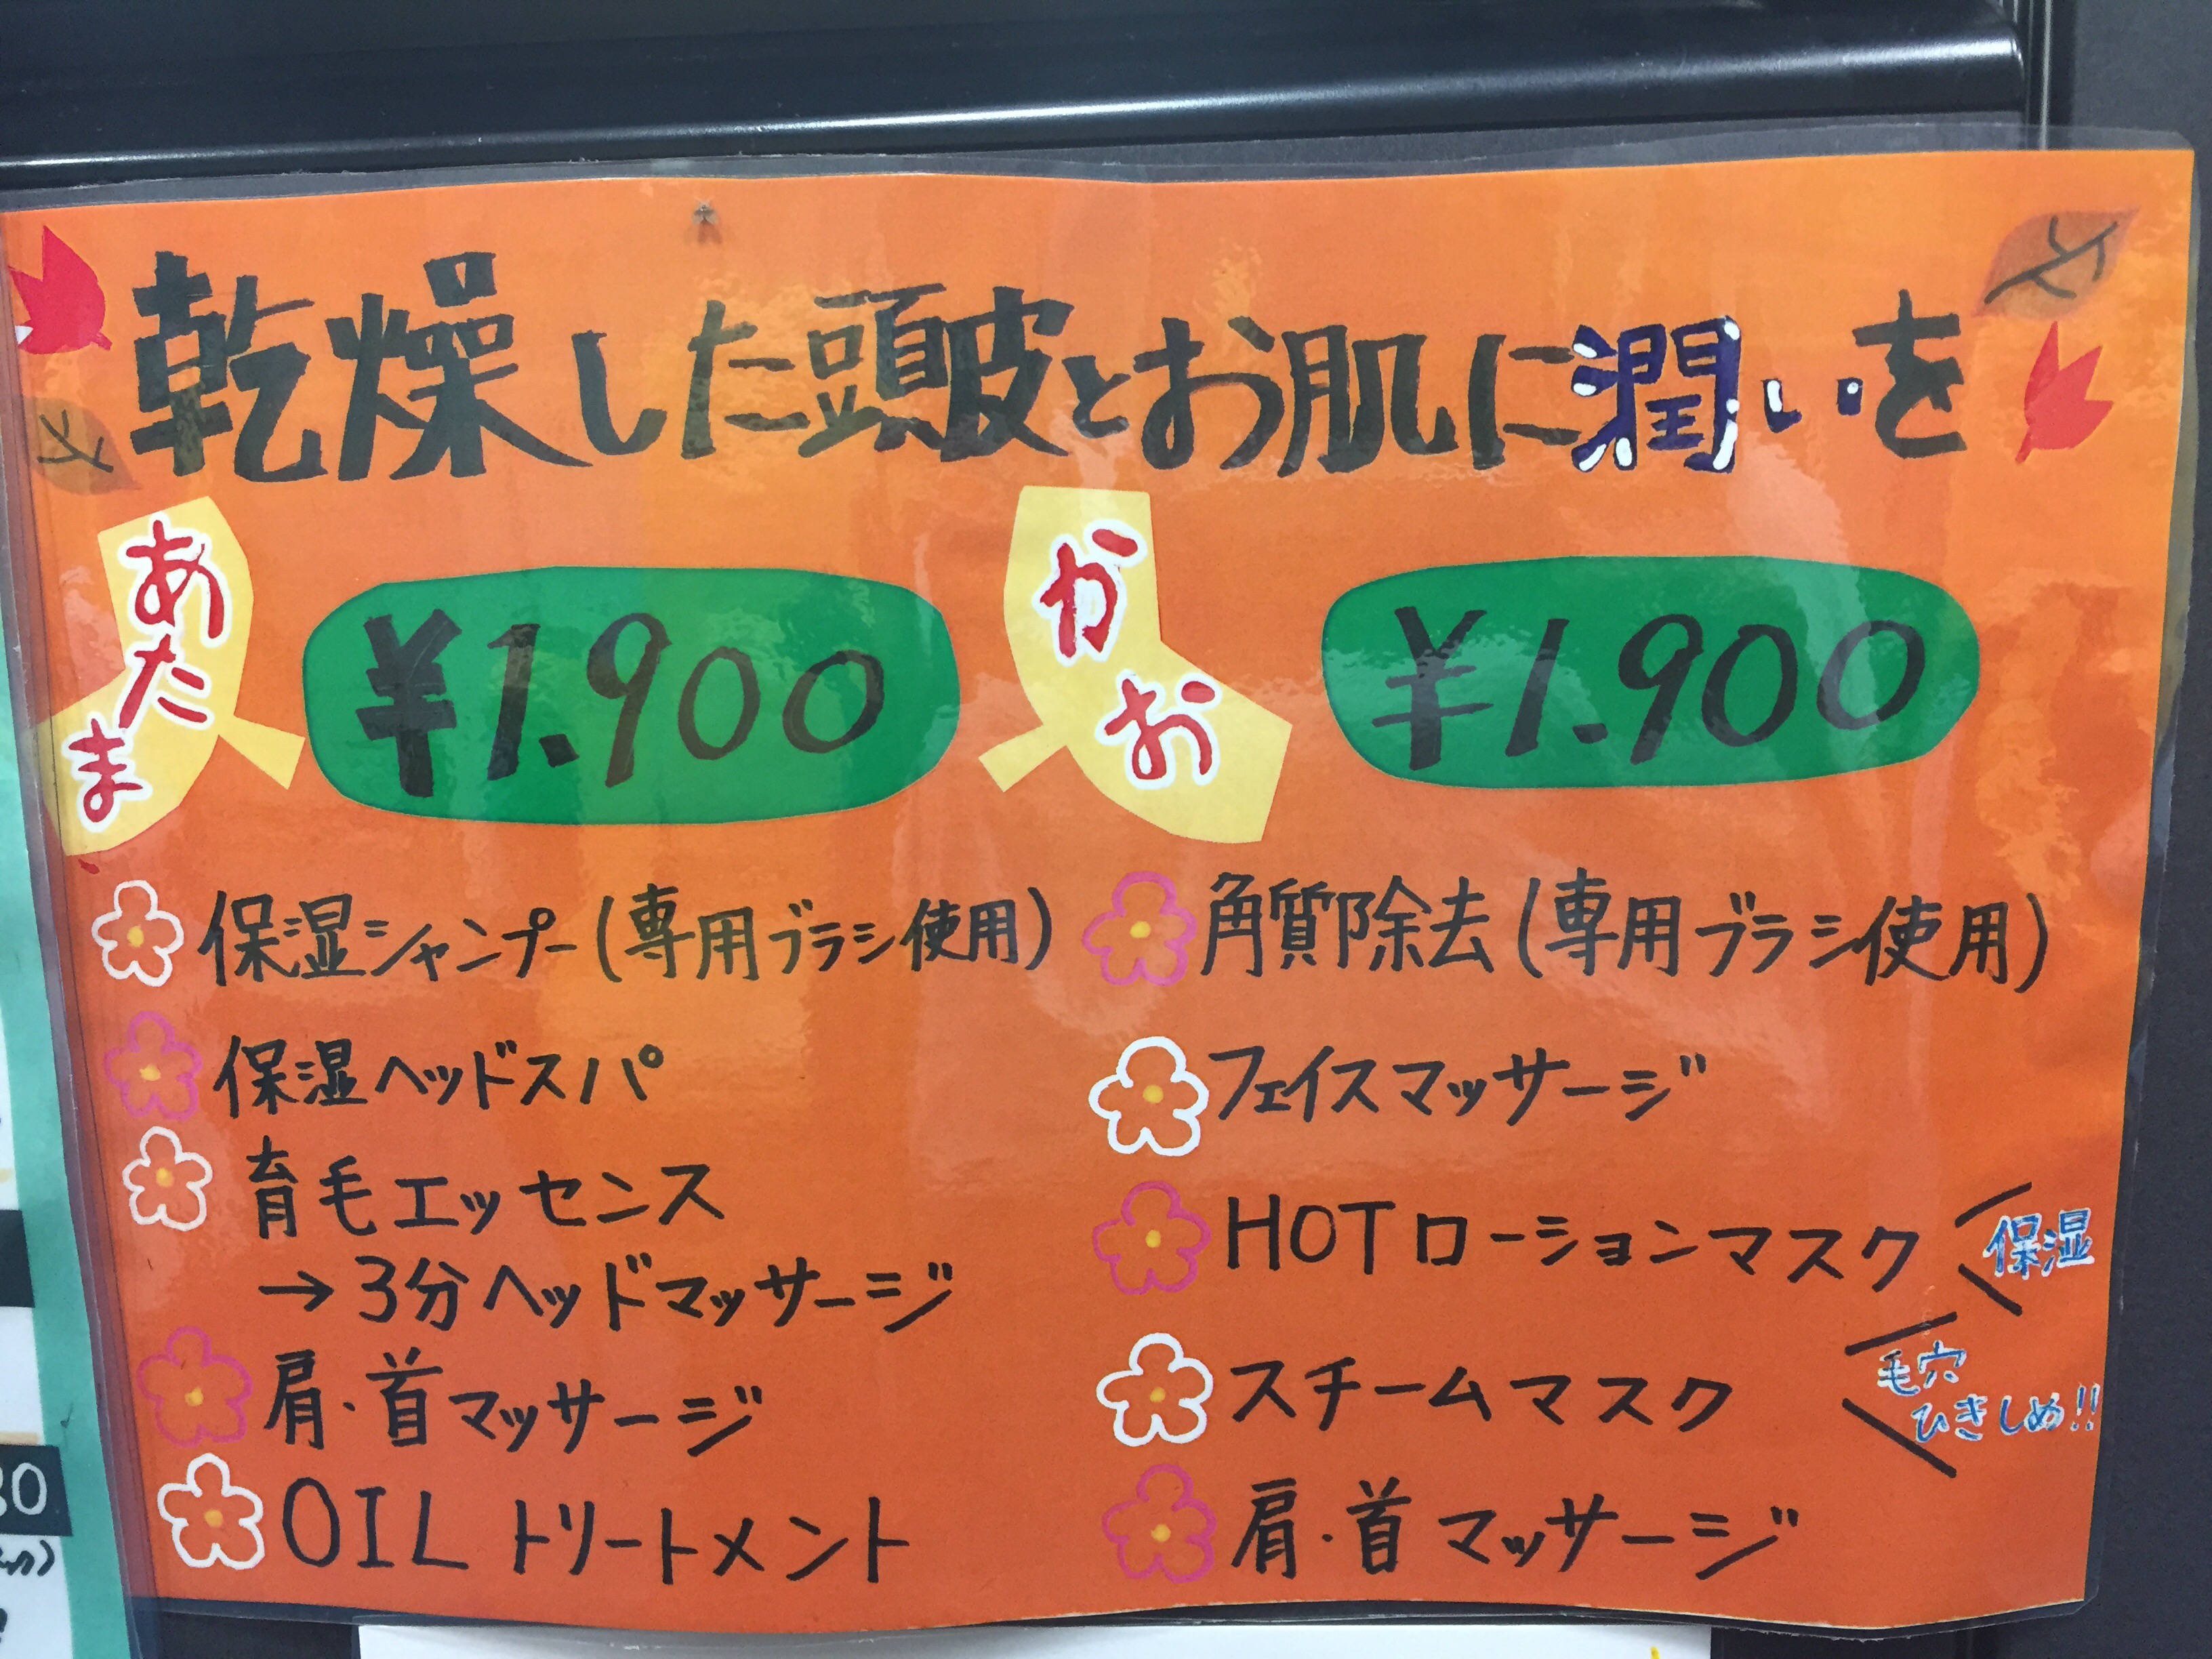 乾燥した頭皮とお肌に潤いを
あたま
¥1.900
保湿シャンプー(専用ブラシ使用)
保湿ヘッドスパ
育毛エッセンス
→3分ヘッドマッサージ
肩・首マッサージ
OILトリートメント
かお
¥1.900
角質除去(専用ブラシ使用)
フェイスマッサージ
HOTローションマスク
保湿
スチームマスク
毛穴
ひきしめ!!
肩・首マッサージ